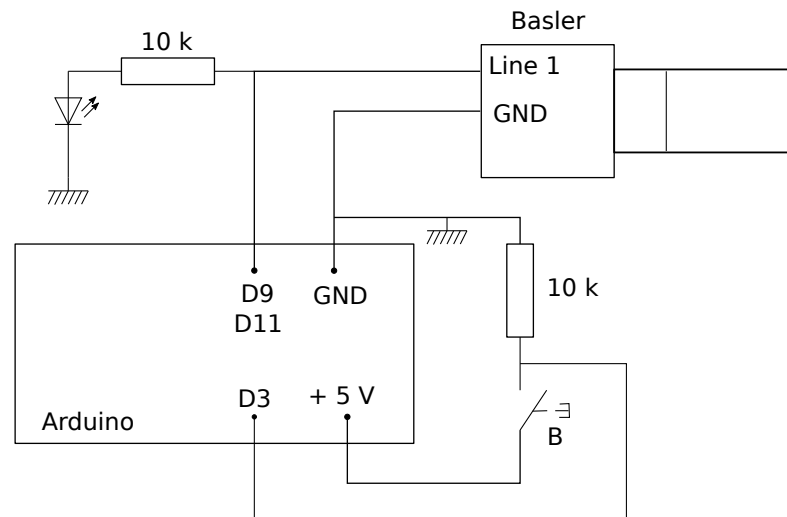 Basler
10 k
Line 1
GND
10 k
D9
GND
D11
D3
+ 5 V
Arduino
B